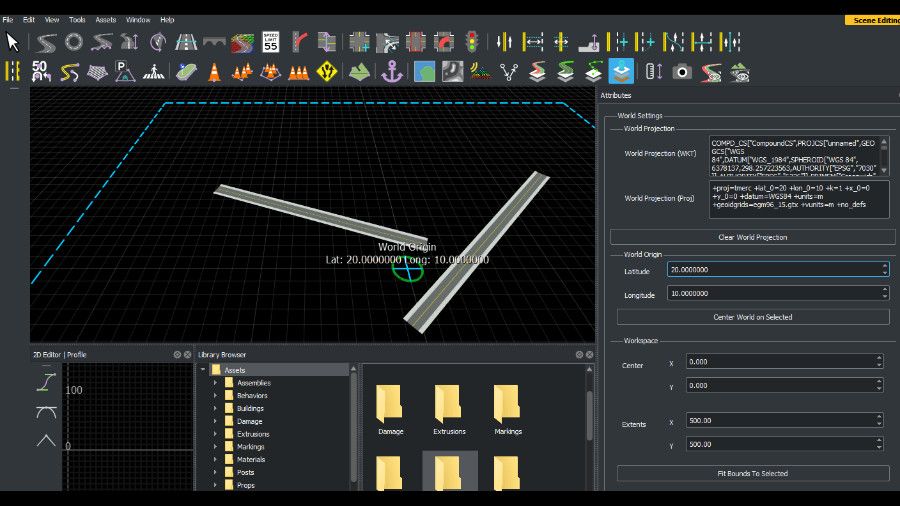 File Edit View Tools Assets Window Help
Scene Editing
SPEED
LIMIT
55
50
P
Attributes
World Settings
World Projection
World Projection (WKT)
COMPD_CS["CompoundCS",PROJCS["unnamed",GEO
GCS["WGS
84",DATUM["WGS_1984",SPHEROID["WGS 84",
6378137,298.257223563,AUTHORITY["EPSG","7030"
World Projection (Proj)
+proj=tmerc +lat_0=20 +lon_0=10 +k=1 +x_0=0
+y_0=0 +datum=WGS84 +units=m
+geoidgrids=egm96_15.gtx +vunits=m +no_defs
Clear World Projection
World Origin
Latitude 20.0000000
Longitude 10.0000000
Center World on Selected
Workspace
Center X 0.000
Y 0.000
Extents X 500.00
Y 500.00
Fit Bounds To Selected
World Origin
Lat: 20.0000000 Long: 10.0000000
2D Editor | Profile
100
0
Library Browser
Assets
Assemblies
Behaviors
Buildings
Damage
Extrusions
Markings
Materials
Posts
Props
Damage
Extrusions
Markings